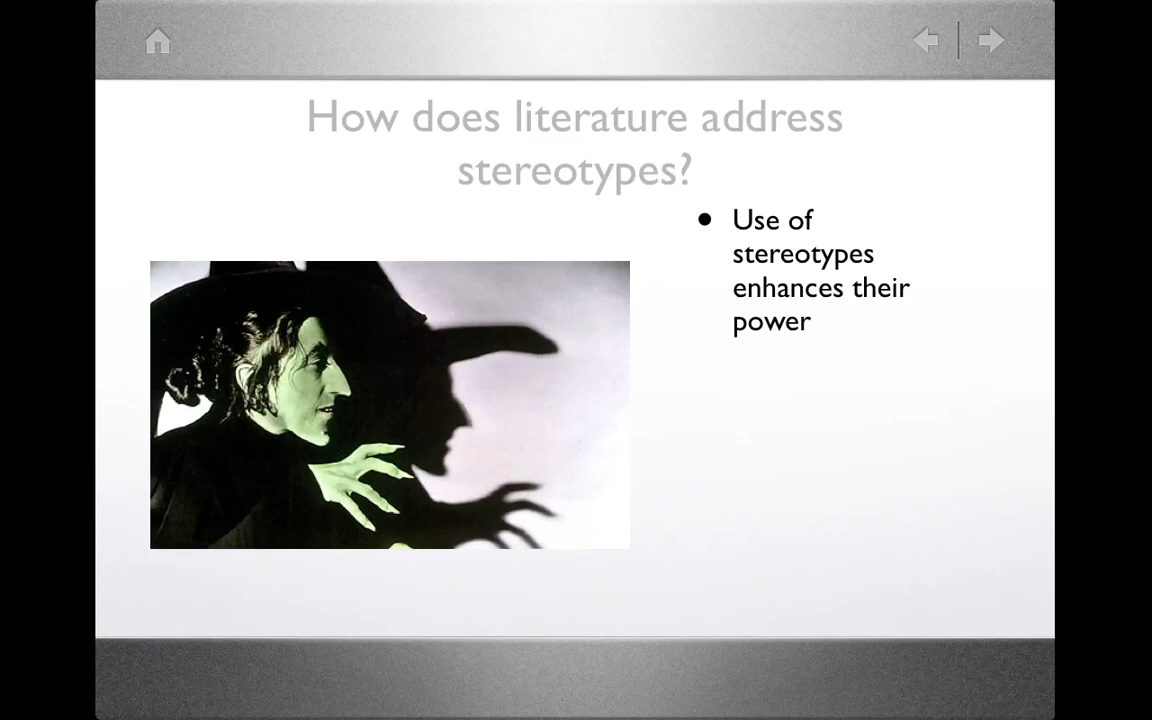 How does literature address
stereotypes?
• Use of
stereotypes
enhances their
power